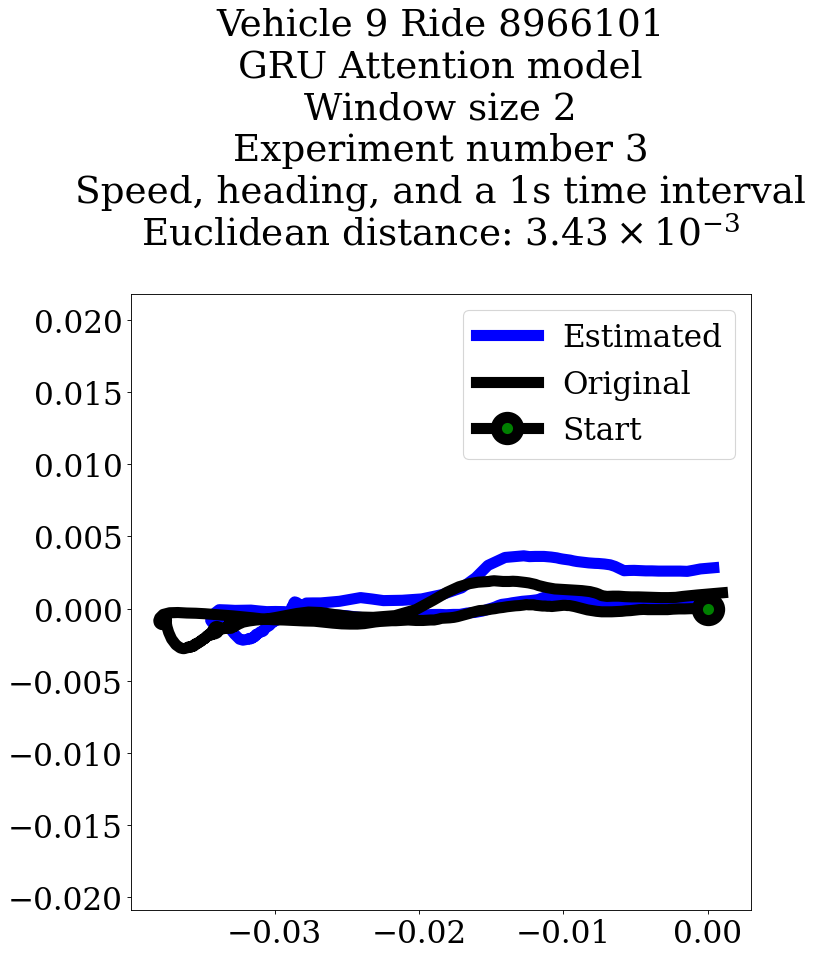 Vehicle 9 Ride 8966101
GRU Attention model
Window size 2
Experiment number 3
Speed, heading, and a 1s time interval
Euclidean distance: 3.43 × 10⁻³
0.020
0.015
0.010
0.005
0.000
−0.005
−0.010
−0.015
−0.020
Estimated
Original
Start
−0.03
−0.02
−0.01
0.00